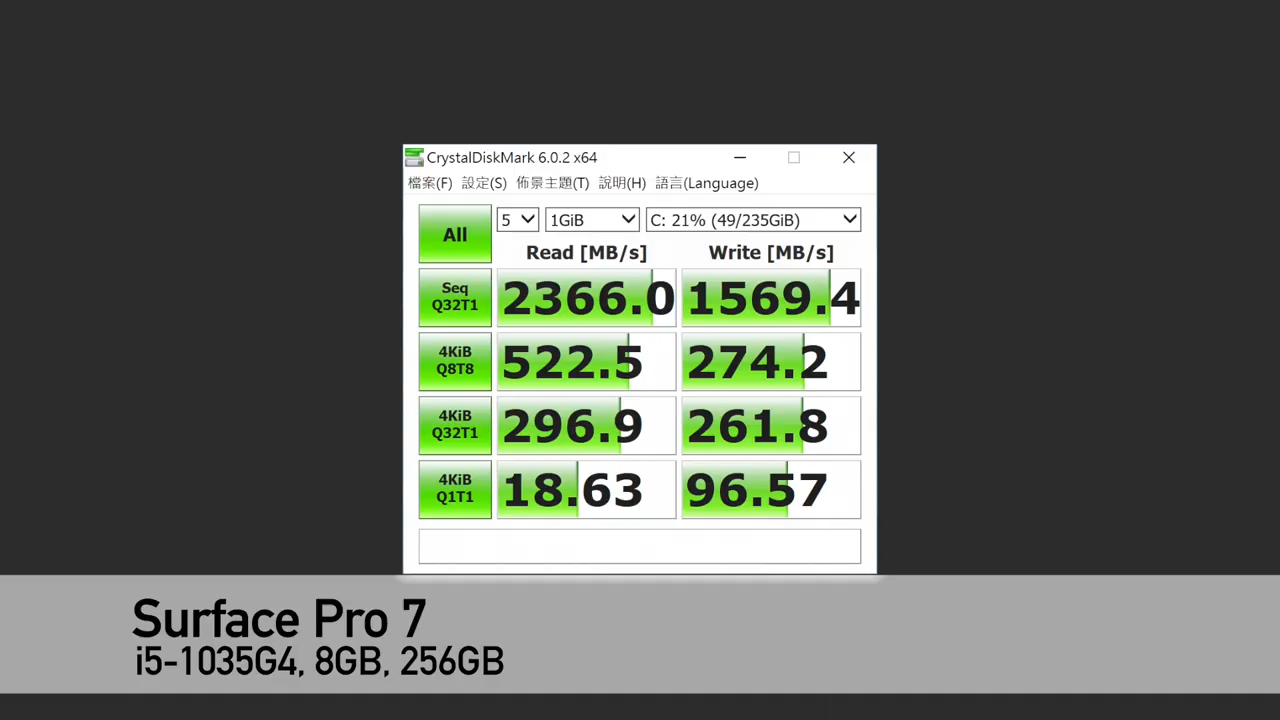 CrystalDiskMark 6.0.2 x64
檔案(F) 設定(S) 佈景主題(T) 說明(H) 語言(Language)
All 5 1GiB C: 21% (49/235GiB)
Read [MB/s] Write [MB/s]
Seq Q32T1 2366.0 1569.4
4KiB Q8T8 522.5 274.2
4KiB Q32T1 296.9 261.8
4KiB Q1T1 18.63 96.57
Surface Pro 7
i5-1035G4, 8GB, 256GB